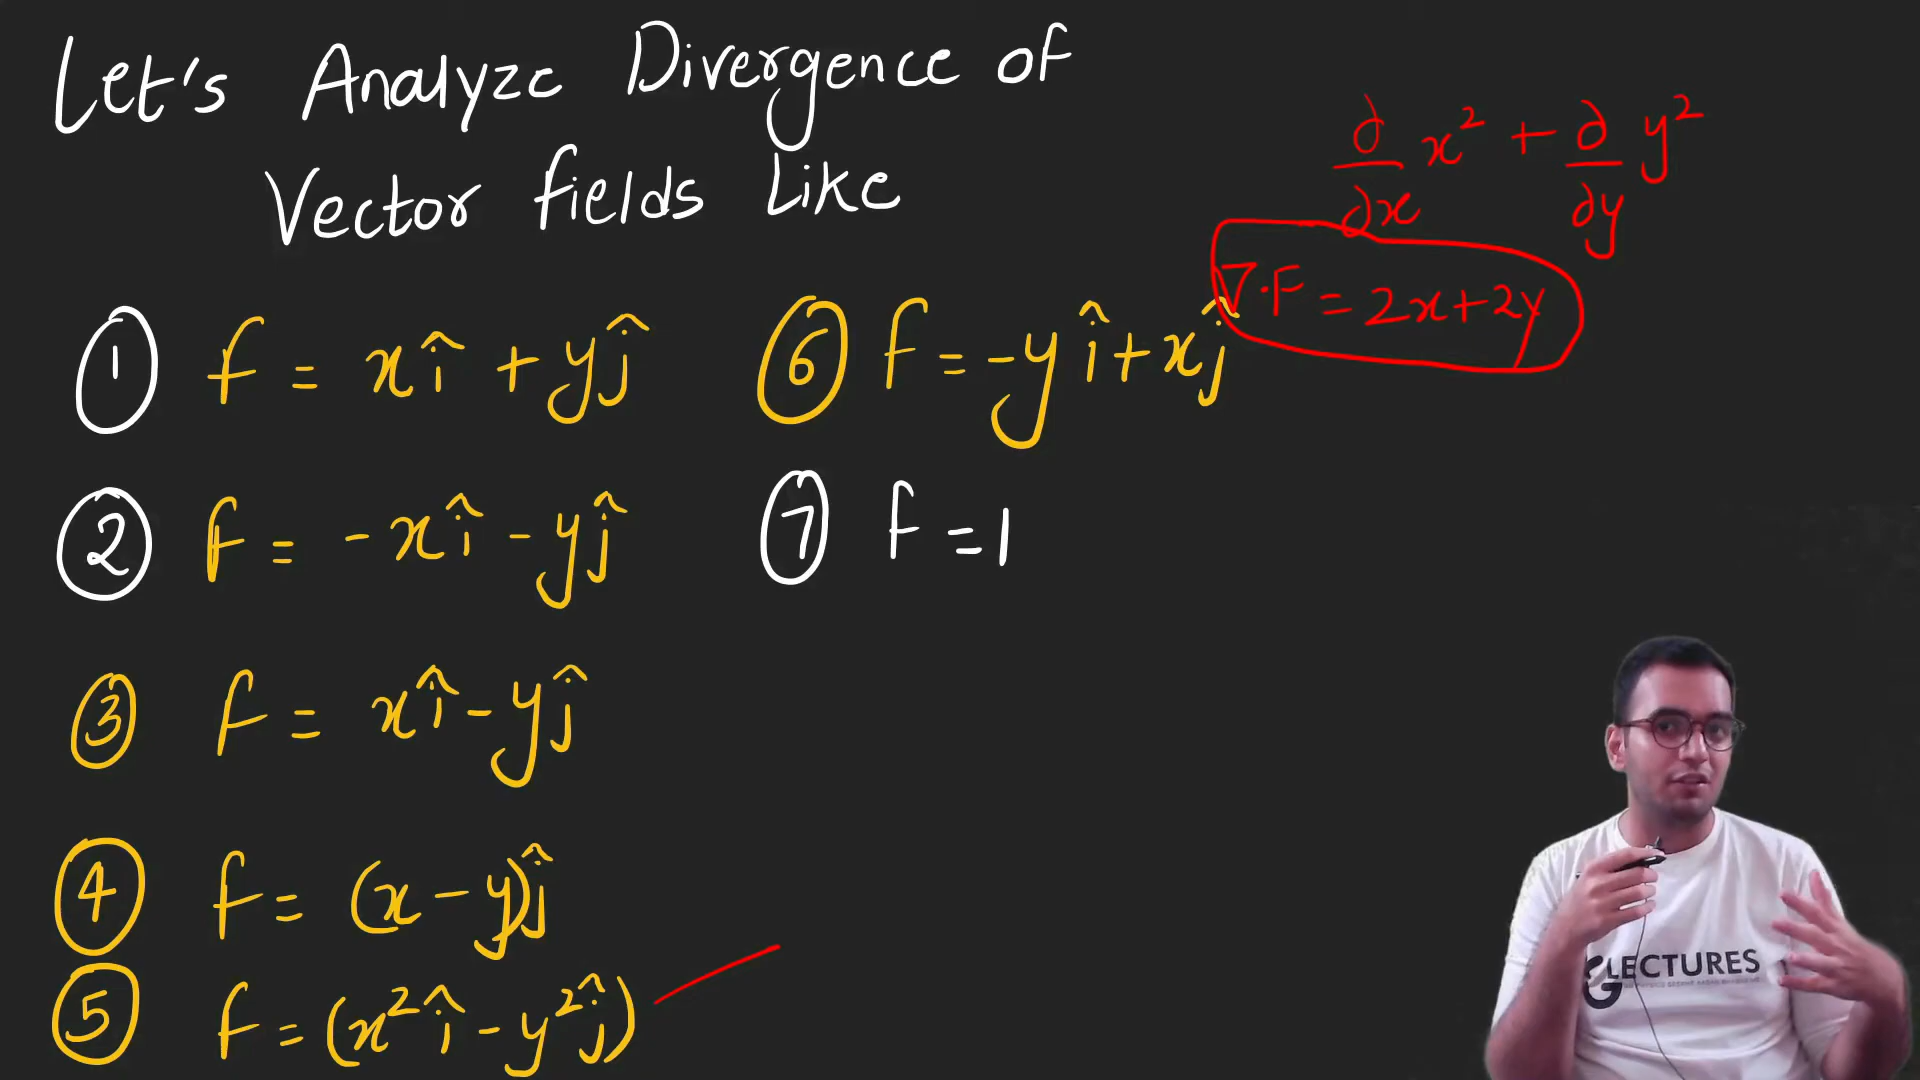 Let's Analyze Divergence of
Vector fields Like
① F = xî + yĵ
② F = -xî - yĵ
③ F = xî - yĵ
④ F = (x - y)ĵ
⑤ F = (x²î - y²ĵ)
⑥ F = -yî + xĵ
⑦ F = 1
∂/∂x x² + ∂/∂y y²
∇·F = 2x+2y
LECTURES